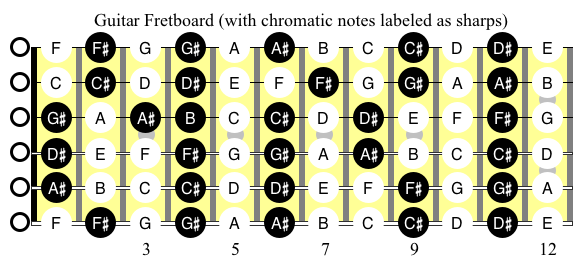 Guitar Fretboard (with chromatic notes labeled as sharps)
F F♯ G G♯ A A♯ B C C♯ D D♯ E
C C♯ D D♯ E F F♯ G G♯ A A♯ B
G♯ A A♯ B C C♯ D D♯ E F F♯ G
D♯ E F F♯ G G♯ A A♯ B C C♯ D
A♯ B C C♯ D D♯ E F F♯ G G♯ A
F F♯ G G♯ A A♯ B C C♯ D D♯ E
3 5 7 9 12